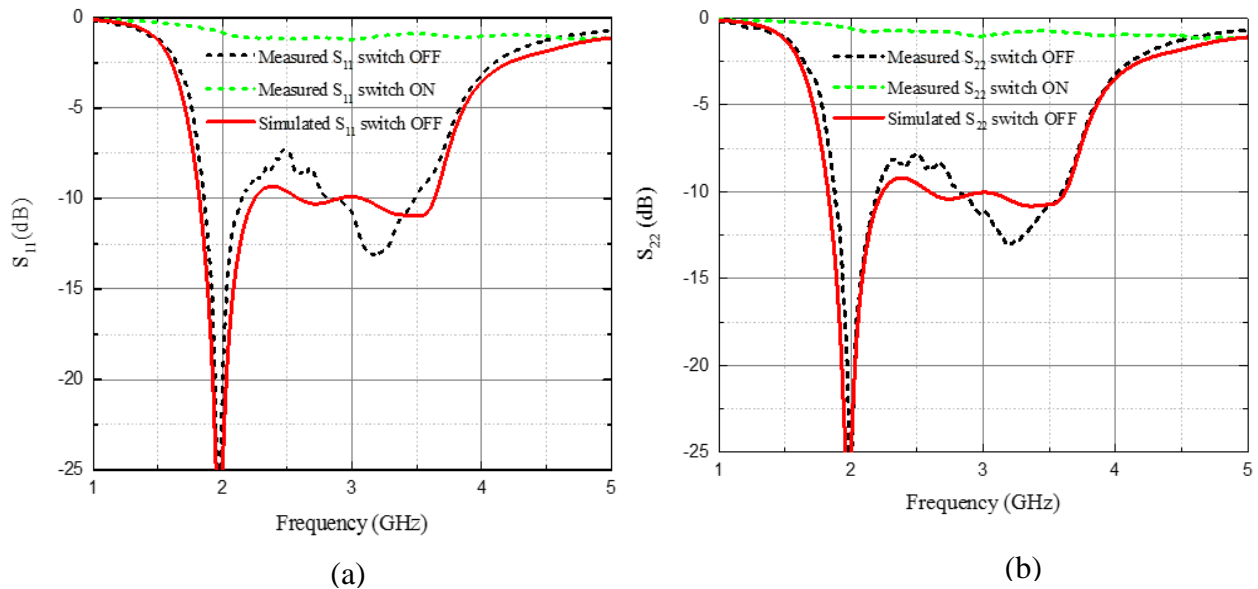 0
-5
-10
-15
-20
-25
1
2
3
4
5
S11(dB)
Frequency (GHz)
Measured S11 switch OFF
Measured S11 switch ON
Simulated S11 switch OFF
(a)
0
-5
-10
-15
-20
-25
1
2
3
4
5
S22 (dB)
Frequency (GHz)
Measured S22 switch OFF
Measured S22 switch ON
Simulated S22 switch OFF
(b)